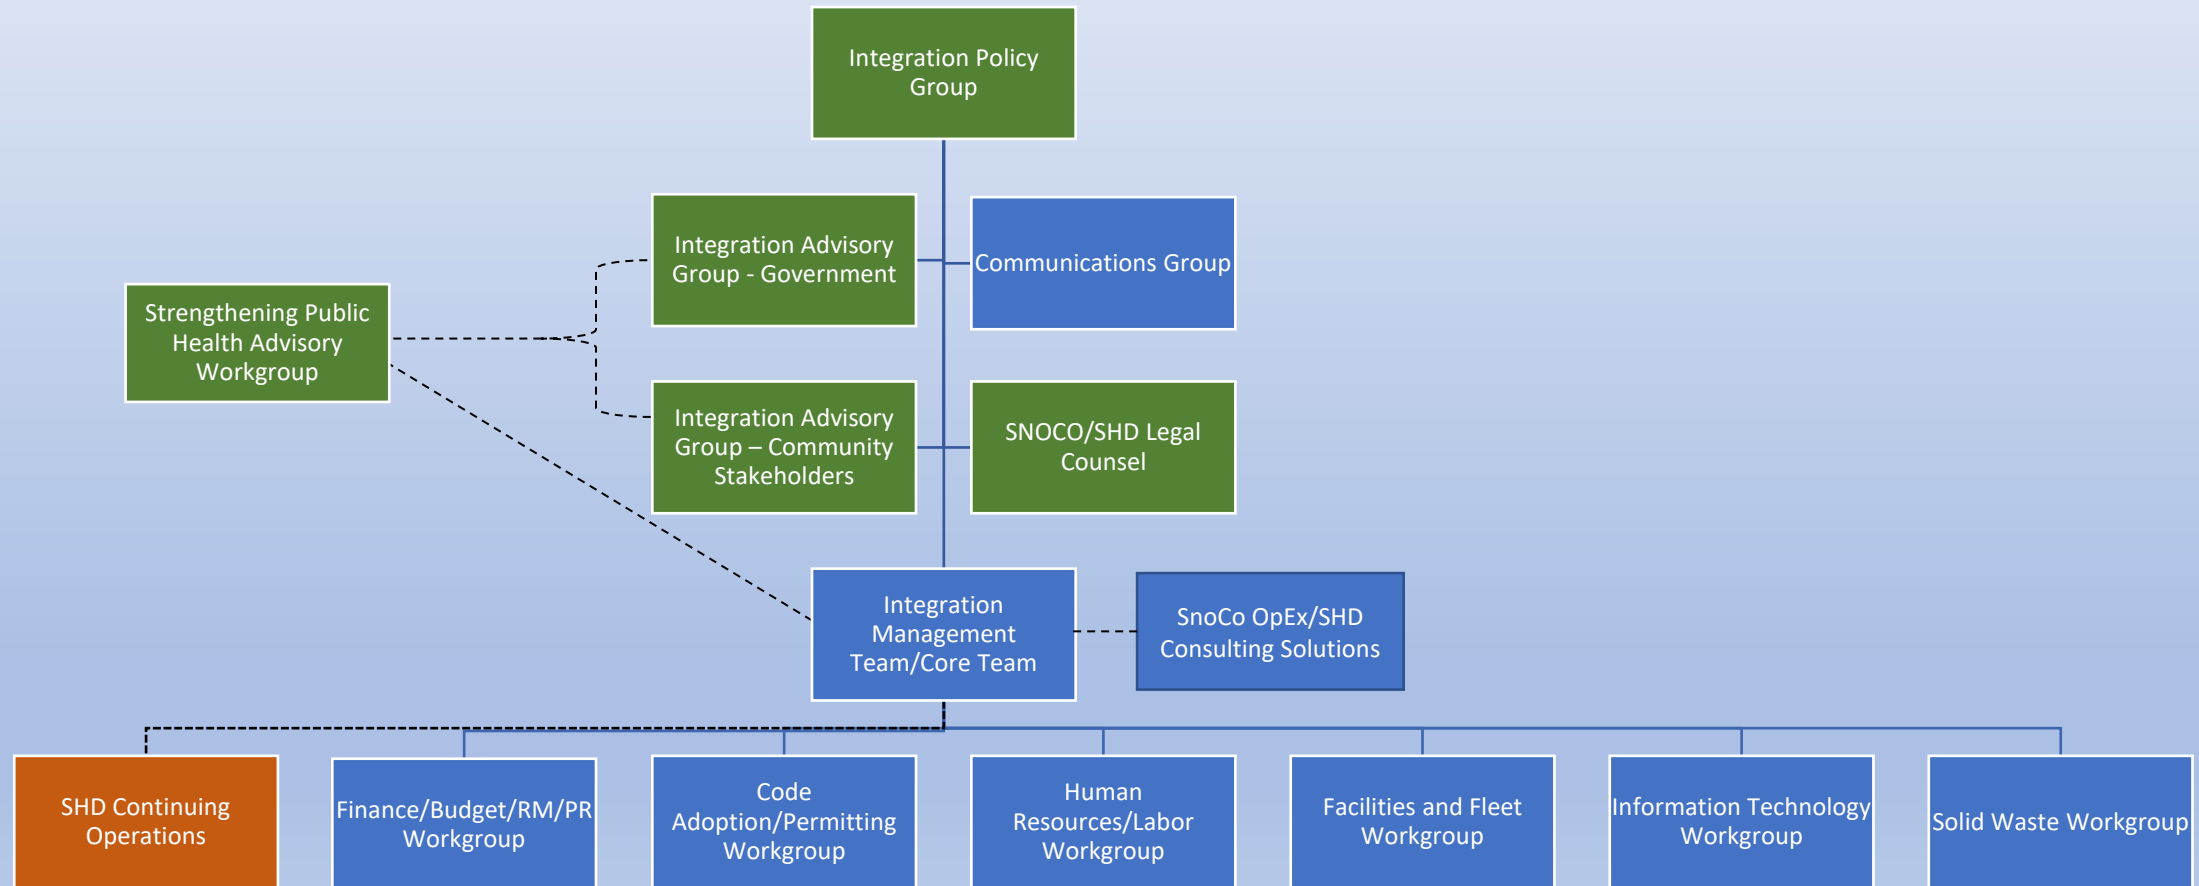 Integration Policy
Group
Integration Advisory
Group - Government
Communications Group
Strengthening Public
Health Advisory
Workgroup
Integration Advisory
Group – Community
Stakeholders
SNOCO/SHD Legal
Counsel
Integration
Management
Team/Core Team
SnoCo OpEx/SHD
Consulting Solutions
SHD Continuing
Operations
Finance/Budget/RM/PR
Workgroup
Code
Adoption/Permitting
Workgroup
Human
Resources/Labor
Workgroup
Facilities and Fleet
Workgroup
Information Technology
Workgroup
Solid Waste Workgroup